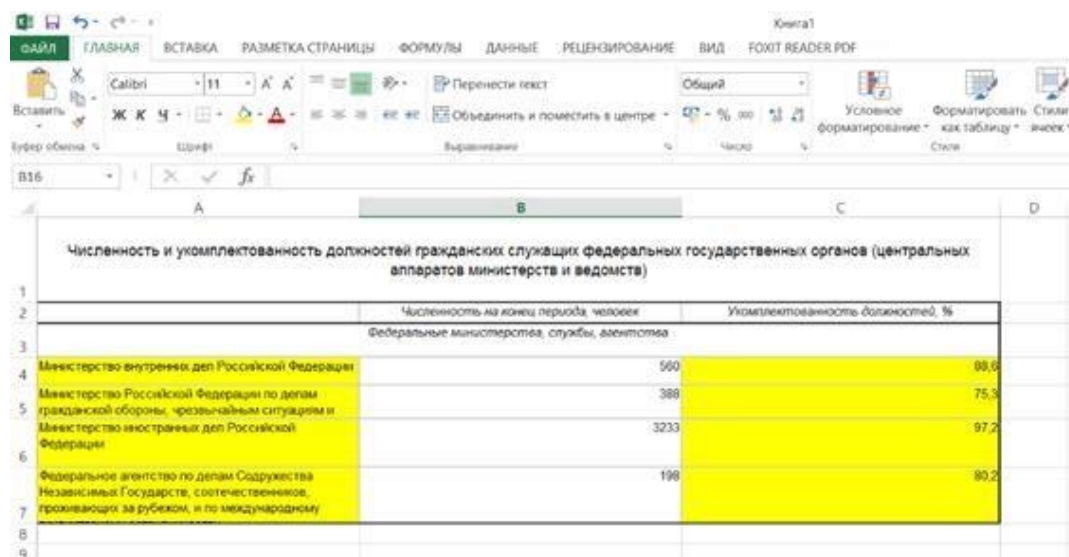 Книга1
ФАЙЛ ГЛАВНАЯ ВСТАВКА РАЗМЕТКА СТРАНИЦЫ ФОРМУЛЫ ДАННЫЕ РЕЦЕНЗИРОВАНИЕ ВИД FOXIT READER PDF
Calibri 11 Перенести текст Общий
Вставить Ж К Ч Объединить и поместить в центре % 000 Условное форматирование Форматировать как таблицу Стили ячеек
Буфер обмена Шрифт Выравнивание Число Стили
B16 fx
A B C D
Численность и укомплектованность должностей гражданских служащих федеральных государственных органов (центральных
аппаратов министерств и ведомств)
1
2 Численность на конец периода, человек Укомплектованность должностей, %
Федеральные министерства, службы, агентства
3
4 Министерство внутренних дел Российской Федерации 560 88,6
Министерство Российской Федерации по делам 388 75,3
5 гражданской обороны, чрезвычайным ситуациям и
Министерство иностранных дел Российской 3233 97,2
Федерации
6
Федеральное агентство по делам Содружества 198 80,2
Независимых Государств, соотечественников,
7 проживающих за рубежом, и по международному
8
9